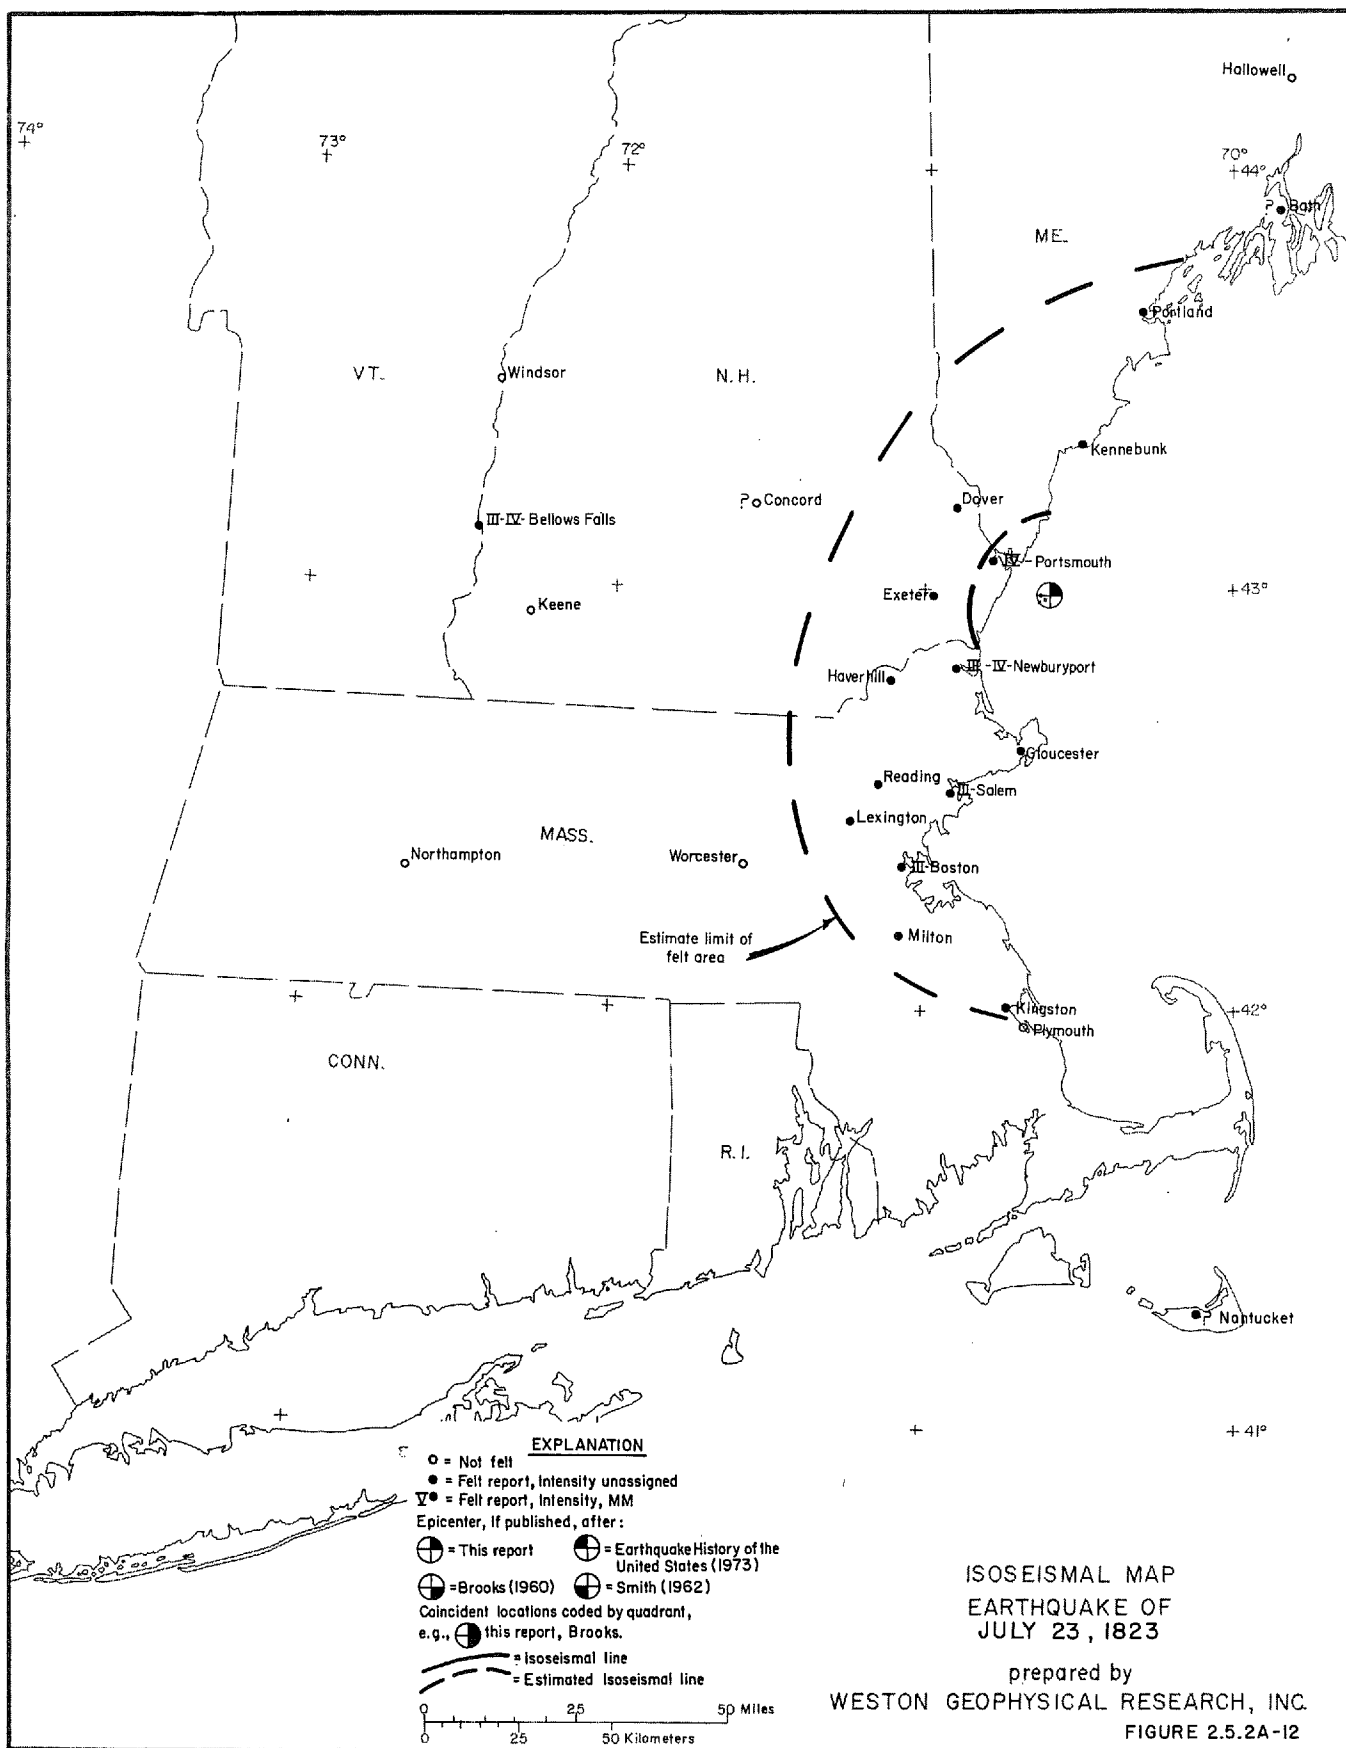 Hallowell
74°
73°
72°
70°
44°
? Bath
ME.
Portland
VT.
Windsor
N.H.
Kennebunk
? Concord
Dover
III-IV-Bellows Falls
IV-Portsmouth
Exeter
43°
Keene
III-IV-Newburyport
Haverhill
Gloucester
Reading
III-Salem
Lexington
MASS.
Northampton
Worcester
III-Boston
Milton
Estimate limit of
felt area
Kingston
42°
Plymouth
CONN.
R.I.
? Nantucket
41°
EXPLANATION
= Not felt
= Felt report, Intensity unassigned
V = Felt report, Intensity, MM
Epicenter, If published, after:
= This report
= Earthquake History of the
United States (1973)
= Brooks (1960)
= Smith (1962)
Coincident locations coded by quadrant,
e.g., this report, Brooks.
= Isoseismal line
= Estimated Isoseismal line
0 25 50 Miles
0 25 50 Kilometers
ISOSEISMAL MAP
EARTHQUAKE OF
JULY 23, 1823
prepared by
WESTON GEOPHYSICAL RESEARCH, INC.
FIGURE 2.5.2A-12